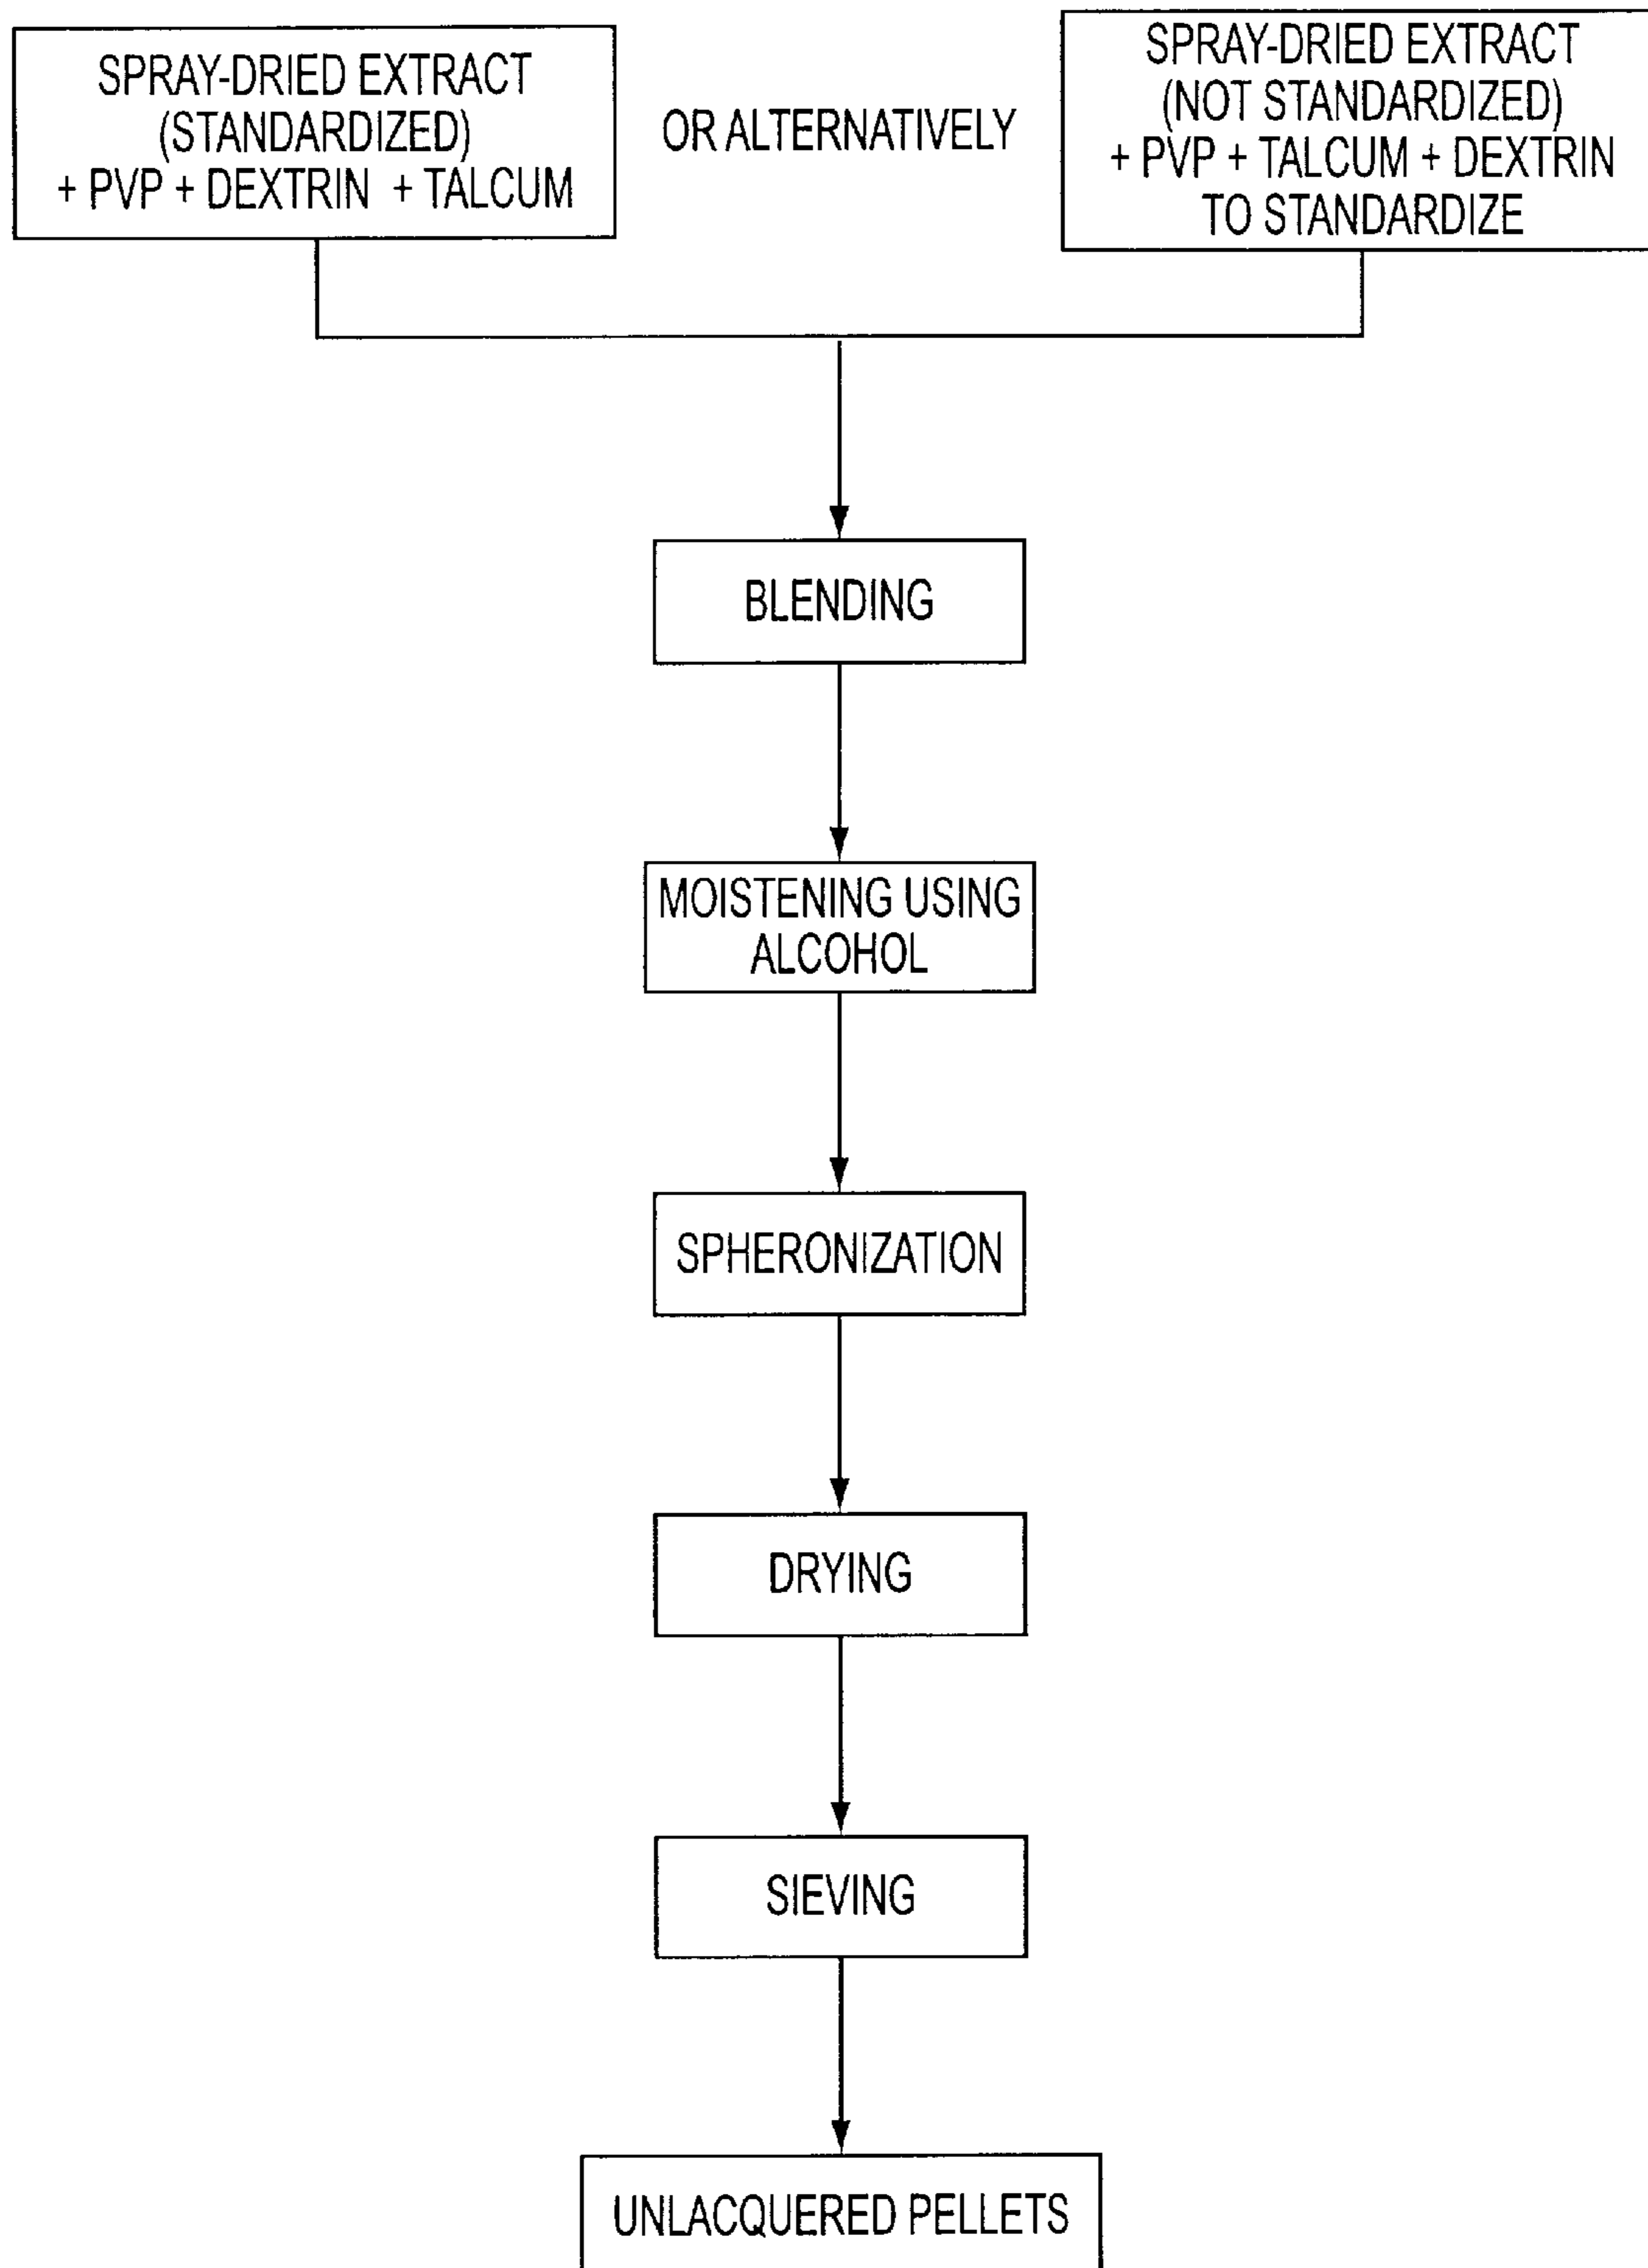 SPRAY-DRIED EXTRACT
(STANDARDIZED)
+ PVP + DEXTRIN + TALCUM
OR ALTERNATIVELY
SPRAY-DRIED EXTRACT
(NOT STANDARDIZED)
+ PVP + TALCUM + DEXTRIN
TO STANDARDIZE
BLENDING
MOISTENING USING
ALCOHOL
SPHERONIZATION
DRYING
SIEVING
UNLACQUERED PELLETS